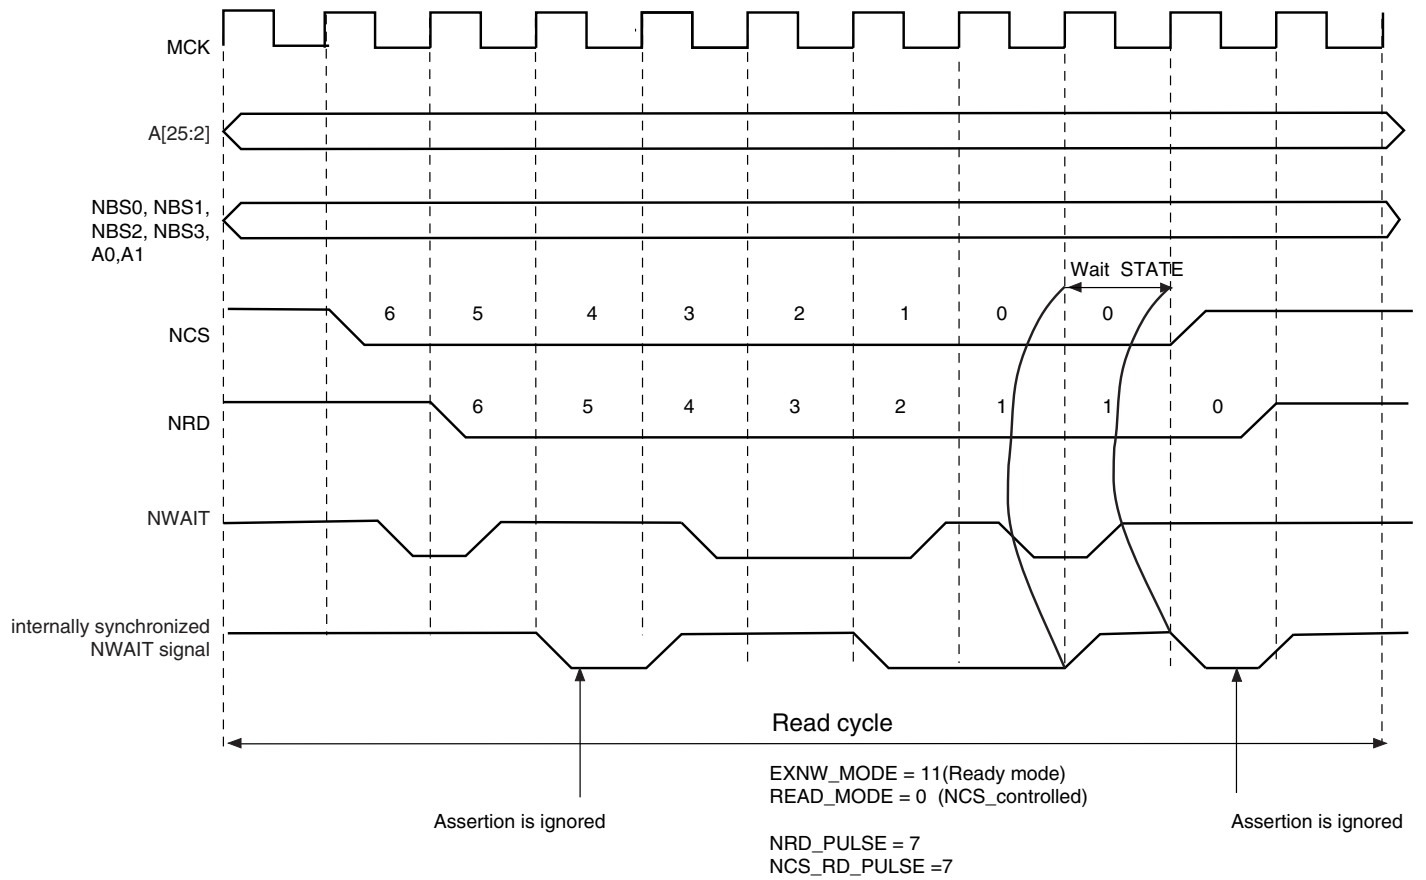 MCK
A[25:2]
NBS0, NBS1,
NBS2, NBS3,
A0,A1
Wait STATE
NCS
6 5 4 3 2 1 0 0
NRD
6 5 4 3 2 1 1 0
NWAIT
internally synchronized
NWAIT signal
Read cycle
EXNW_MODE = 11(Ready mode)
READ_MODE = 0 (NCS_controlled)
Assertion is ignored
Assertion is ignored
NRD_PULSE = 7
NCS_RD_PULSE =7